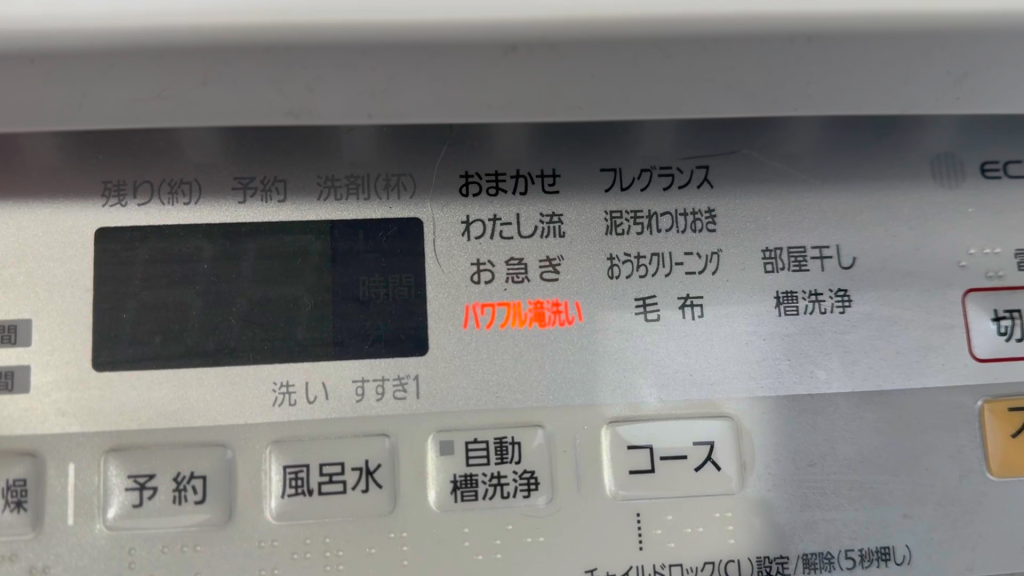 残り(約) 予約 洗剤(杯)
時間
洗い すすぎ1
おまかせ フレグランス
わたし流 泥汚れつけおき
お急ぎ おうちクリーニング 部屋干し
パワフル滝洗い 毛布 槽洗浄
EC
切
間
間
燥
予約
風呂水
自動
槽洗浄
コース
チャイルドロック(CL)設定/解除(5秒押し)